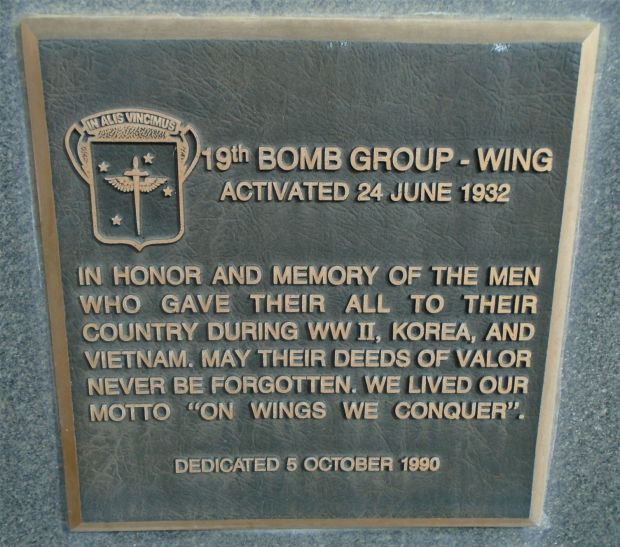 IN ALIS VINCIMUS
19th BOMB GROUP - WING
ACTIVATED 24 JUNE 1932
IN HONOR AND MEMORY OF THE MEN
WHO GAVE THEIR ALL TO THEIR
COUNTRY DURING WW II, KOREA, AND
VIETNAM. MAY THEIR DEEDS OF VALOR
NEVER BE FORGOTTEN. WE LIVED OUR
MOTTO "ON WINGS WE CONQUER".
DEDICATED 5 OCTOBER 1990